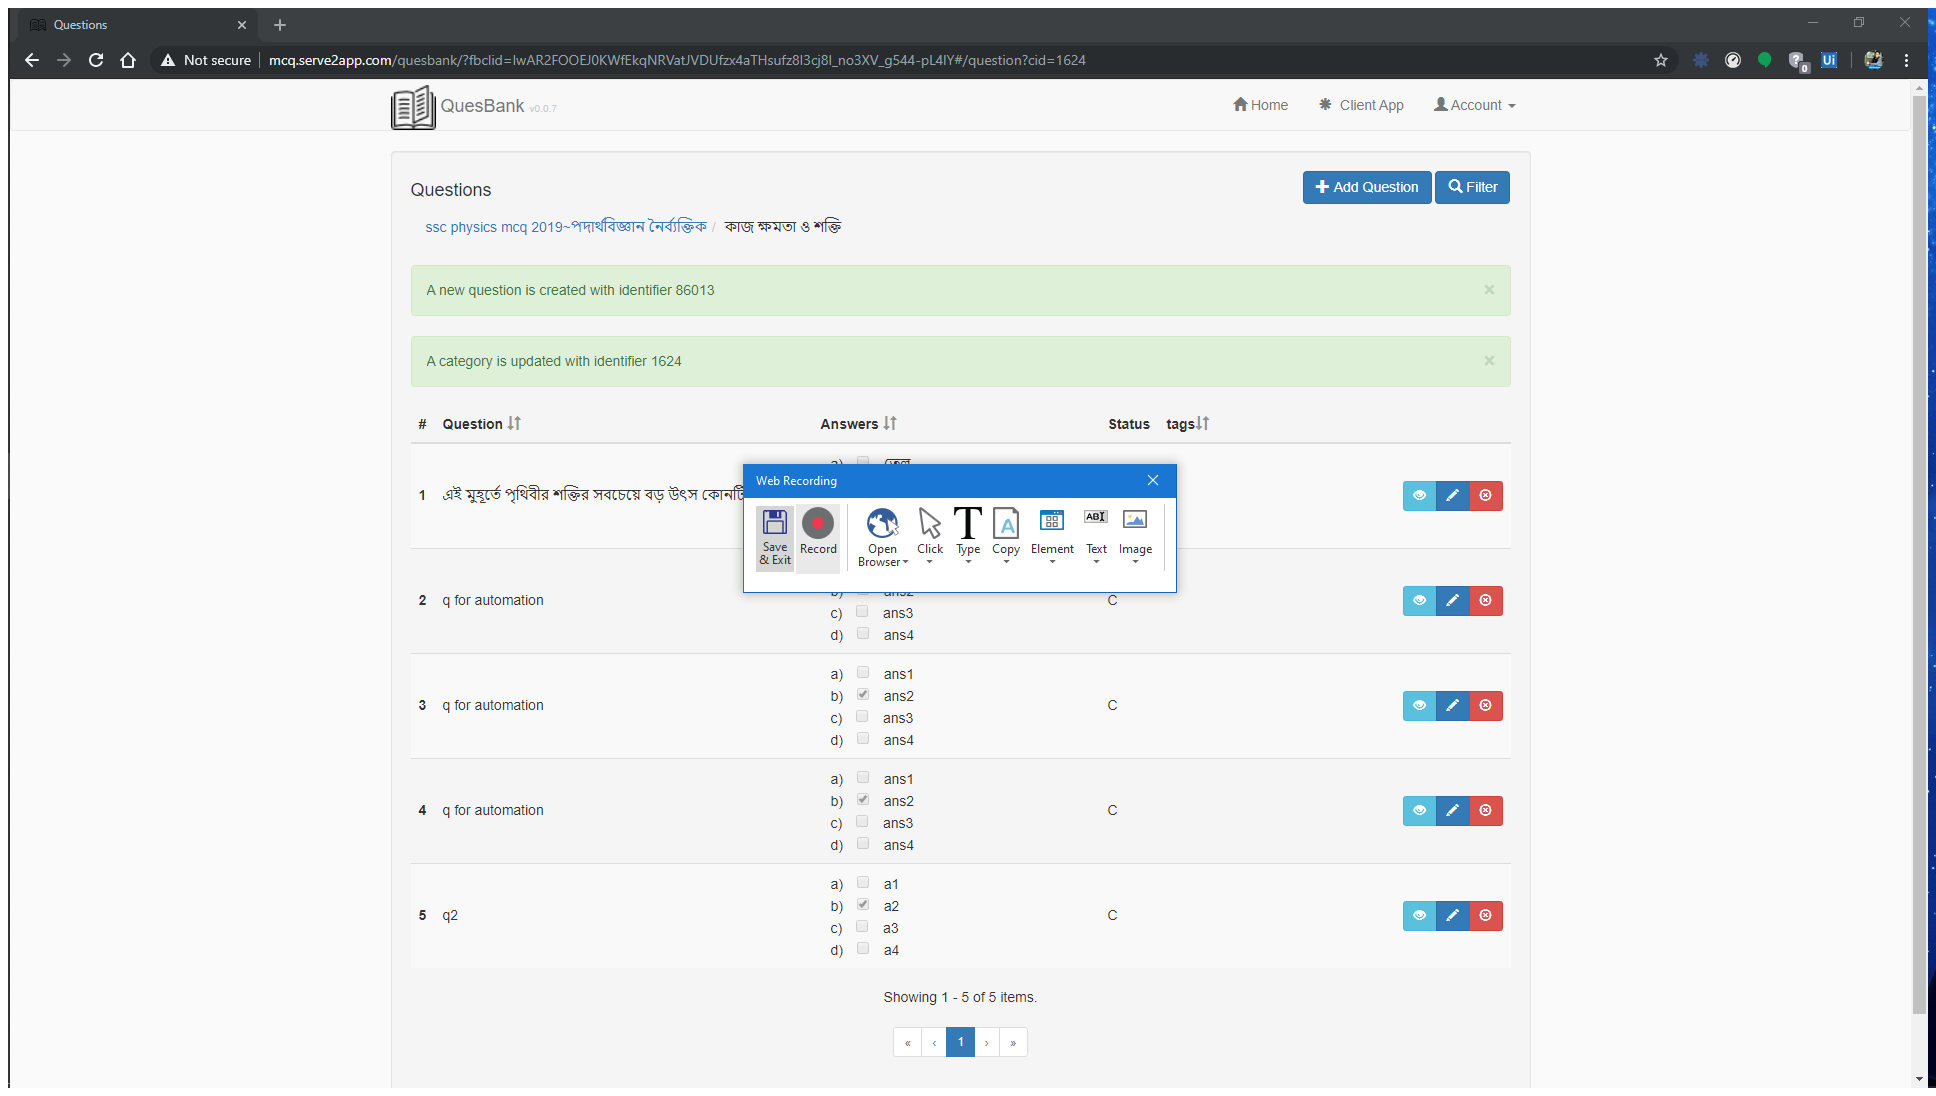 Questions
Not secure mcq.serve2app.com/quesbank/?fbclid=IwAR2FOOEJ0KWfEkqNRVatJVDUfzx4aTHsufz8I3cj8I_no3XV_g544-pL4IY#/question?cid=1624
QuesBank v0.0.7 Home Client App Account
Questions Add Question Filter
ssc physics mcq 2019~পদার্থবিজ্ঞান নৈর্ব্যক্তিক / কাজ ক্ষমতা ও শক্তি
A new question is created with identifier 86013 ×
A category is updated with identifier 1624 ×
# Question Answers Status tags
1 এই মুহূর্তে পৃথিবীর শক্তির সবচেয়ে বড় উৎস কোনটি
Web Recording
Save & Exit Record Open Browser Click Type Copy Element Text Image
2 q for automation C
c) ans3
d) ans4
a) ans1
b) ans2
3 q for automation C
c) ans3
d) ans4
a) ans1
b) ans2
4 q for automation C
c) ans3
d) ans4
a) a1
b) a2
5 q2 C
c) a3
d) a4
Showing 1 - 5 of 5 items.
« ‹ 1 › »